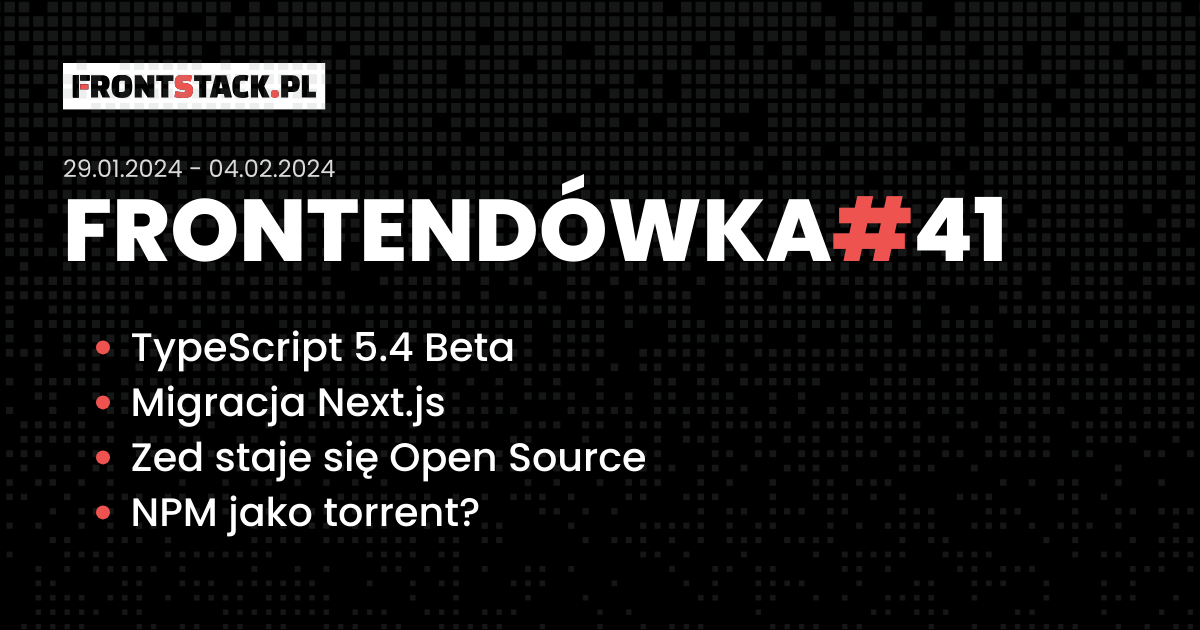 FRONTSTACK.PL
29.01.2024 - 04.02.2024
FRONTENDÓWKA#41
TypeScript 5.4 Beta
Migracja Next.js
Zed staje się Open Source
NPM jako torrent?